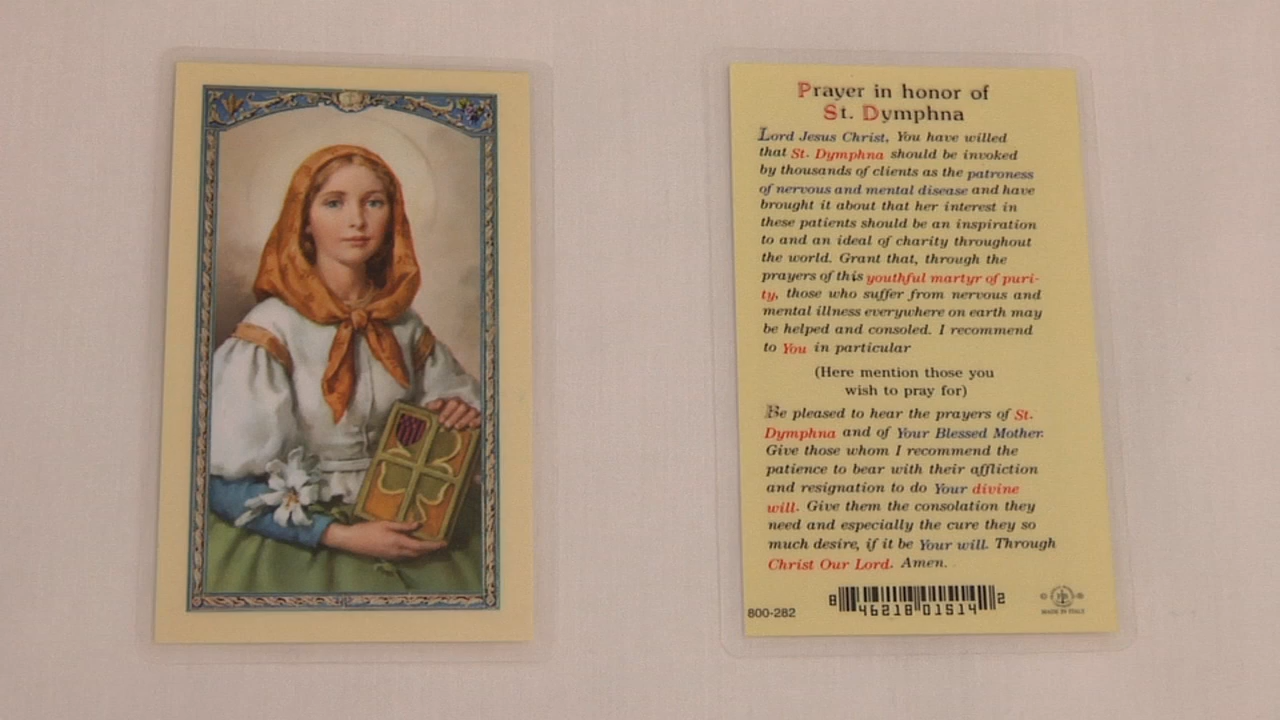 Prayer in honor of
St. Dymphna
Lord Jesus Christ, You have willed
that St. Dymphna should be invoked
by thousands of clients as the patroness
of nervous and mental disease and have
brought it about that her interest in
these patients should be an inspiration
to and an ideal of charity throughout
the world. Grant that, through the
prayers of this youthful martyr of puri-
ty, those who suffer from nervous and
mental illness everywhere on earth may
be helped and consoled. I recommend
to You in particular
(Here mention those you
wish to pray for)
Be pleased to hear the prayers of St.
Dymphna and of Your Blessed Mother.
Give those whom I recommend the
patience to bear with their affliction
and resignation to do Your divine
will. Give them the consolation they
need and especially the cure they so
much desire, if it be Your will. Through
Christ Our Lord. Amen.
800-282
8 46218 01514 2
MADE IN ITALY